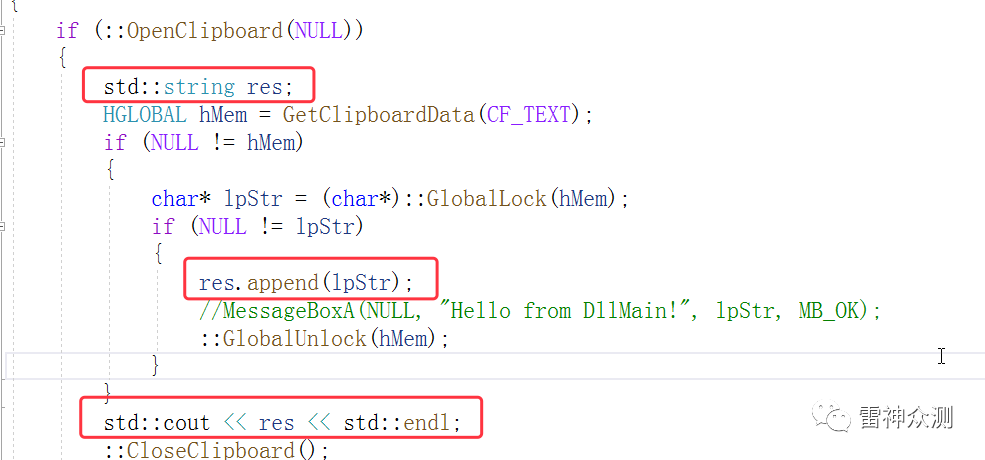 {
if (::OpenClipboard(NULL))
{
std::string res;
HGLOBAL hMem = GetClipboardData(CF_TEXT);
if (NULL != hMem)
{
char* lpStr = (char*)::GlobalLock(hMem);
if (NULL != lpStr)
{
res.append(lpStr);
//MessageBoxA(NULL, "Hello from DllMain!", lpStr, MB_OK);
::GlobalUnlock(hMem);
}
}
std::cout << res << std::endl;
::CloseClipboard();
雷神众测